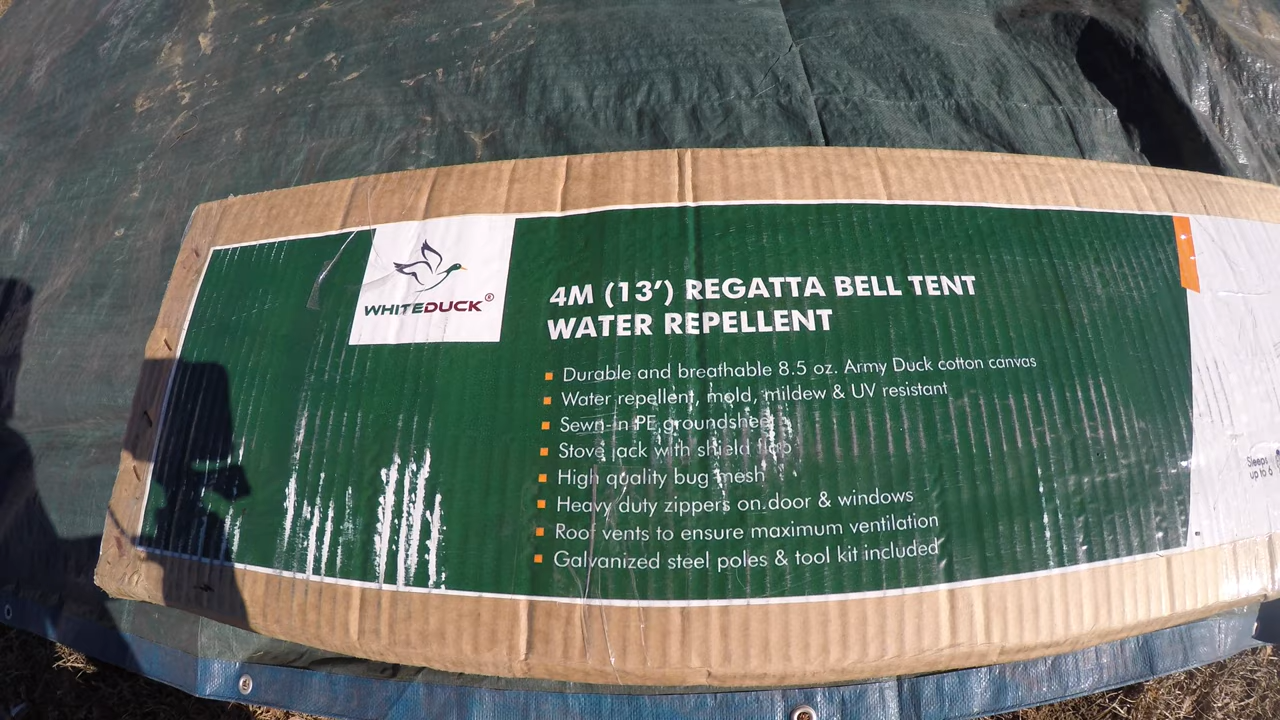 WHITEDUCK®
4M (13') REGATTA BELL TENT
WATER REPELLENT
Durable and breathable 8.5 oz. Army Duck cotton canvas
Water repellent, mold, mildew & UV resistant
Sewn-in PE groundsheet
Stove jack with shield flap
High quality bug mesh
Heavy duty zippers on door & windows
Roof vents to ensure maximum ventilation
Galvanized steel poles & tool kit included
Sleeps
up to 6